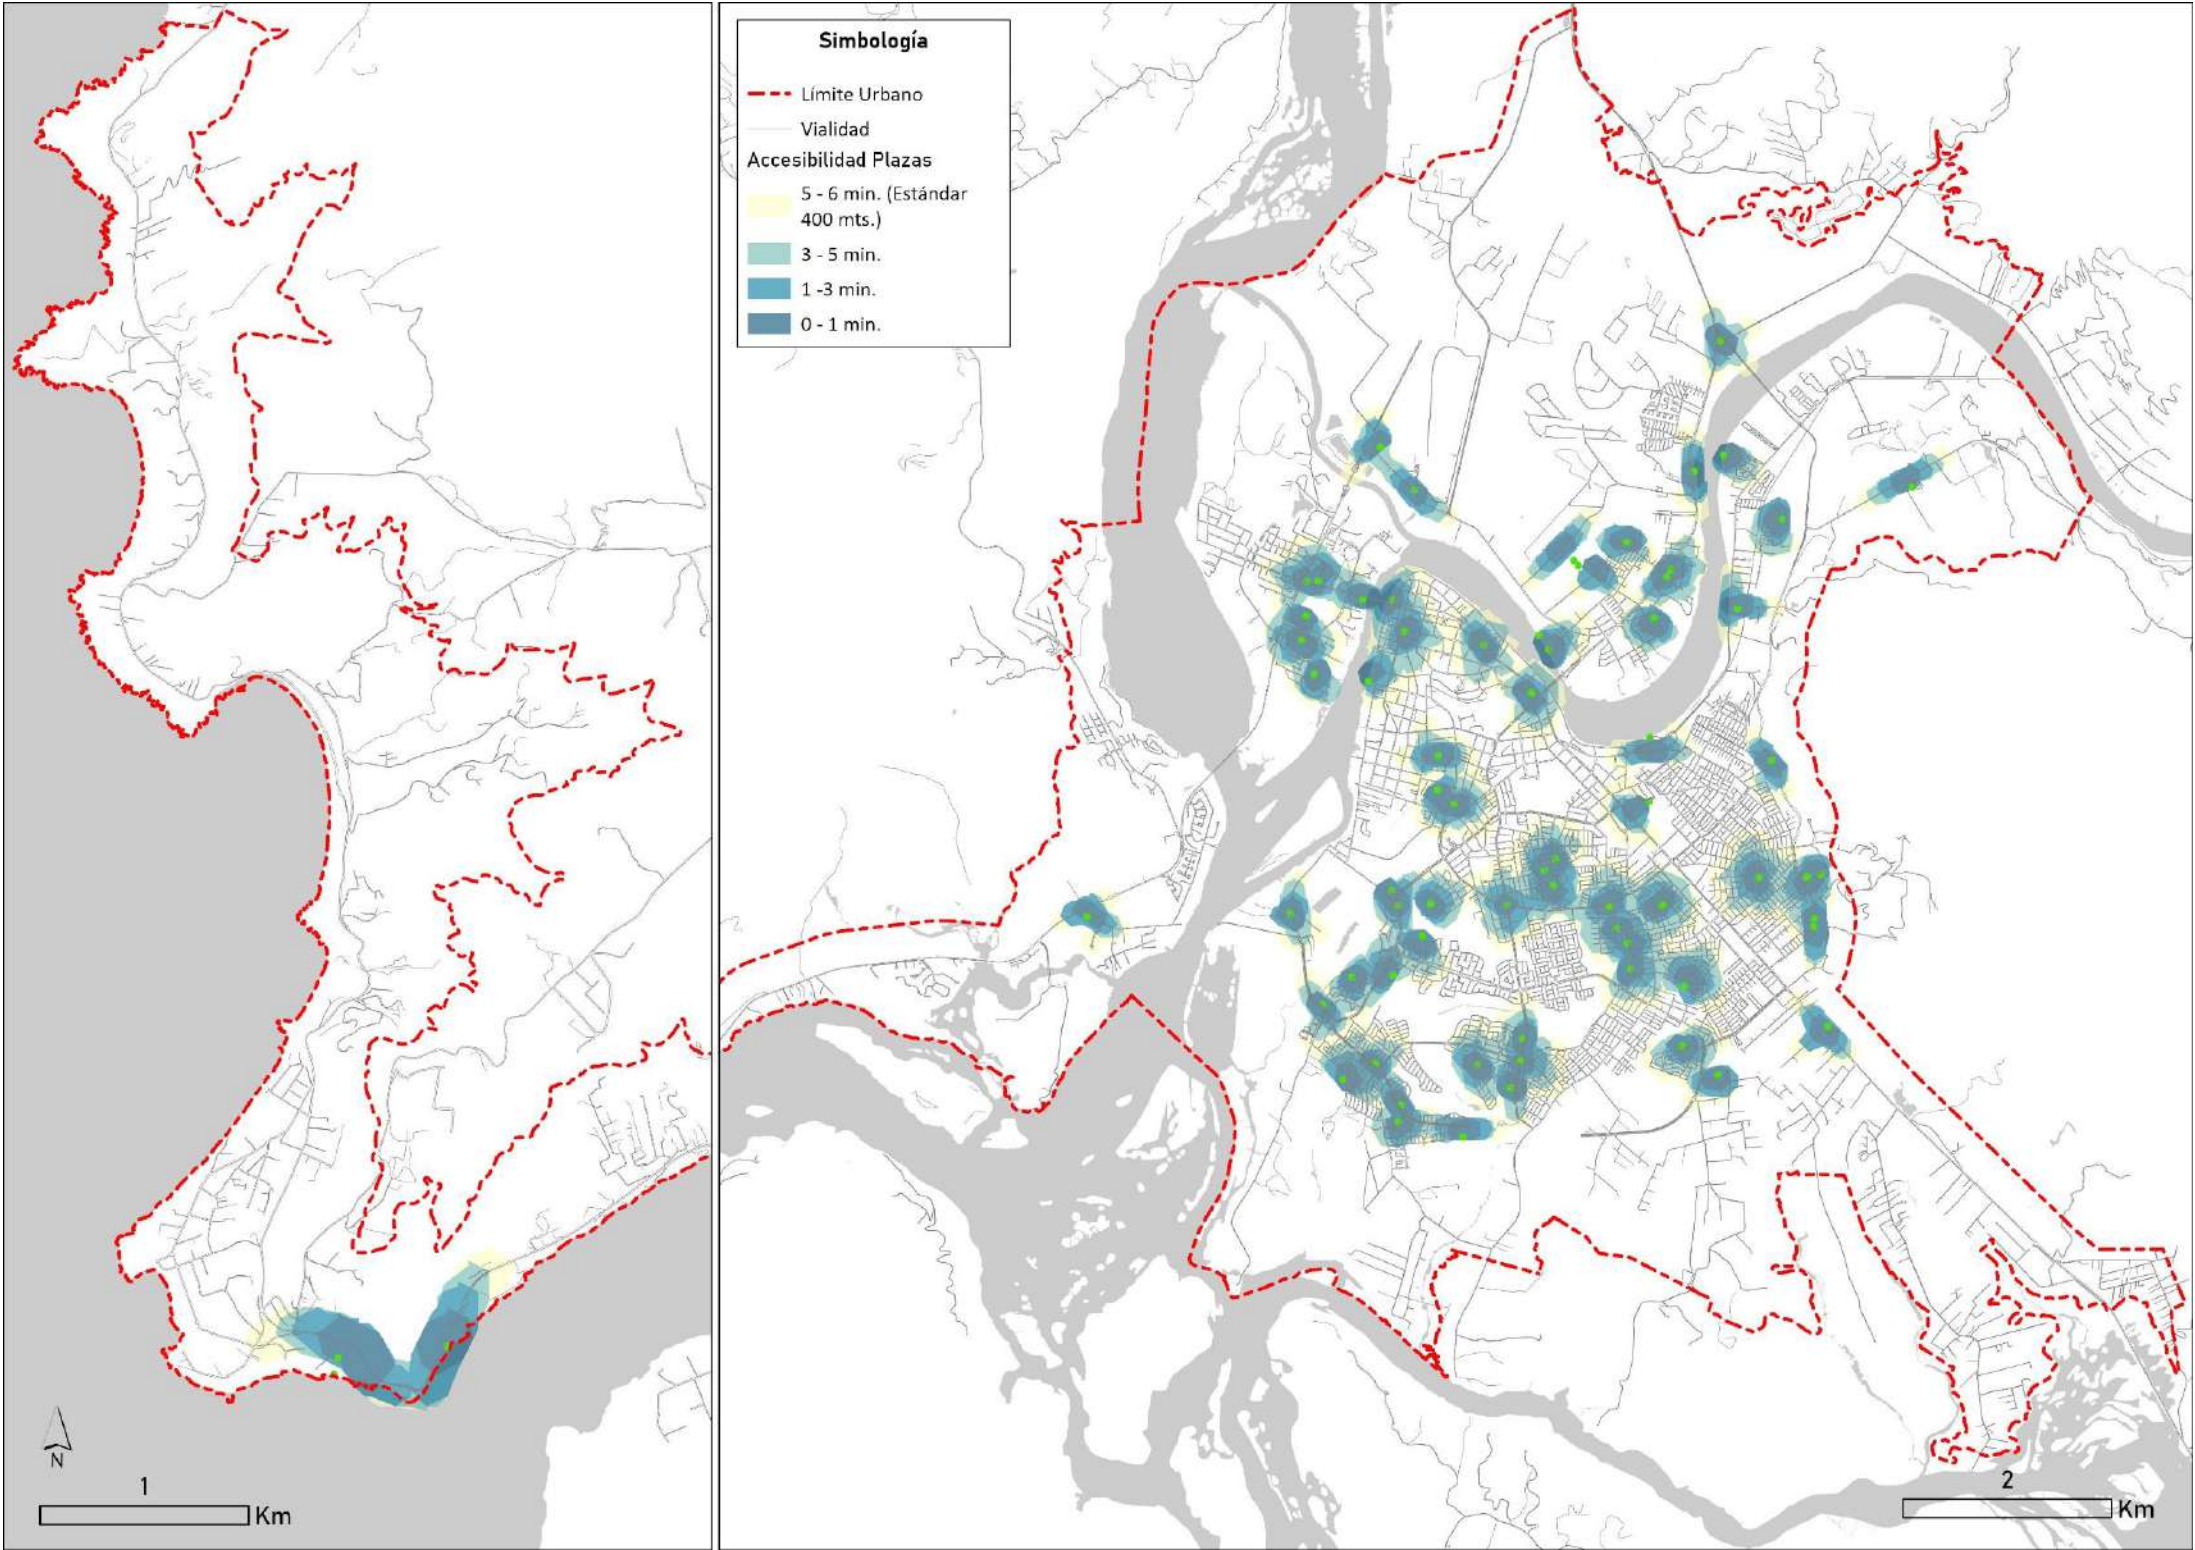 Simbología
Límite Urbano
Vialidad
Accesibilidad Plazas
5 - 6 min. (Estándar
400 mts.)
3 - 5 min.
1 -3 min.
0 - 1 min.
N
1
Km
2
Km